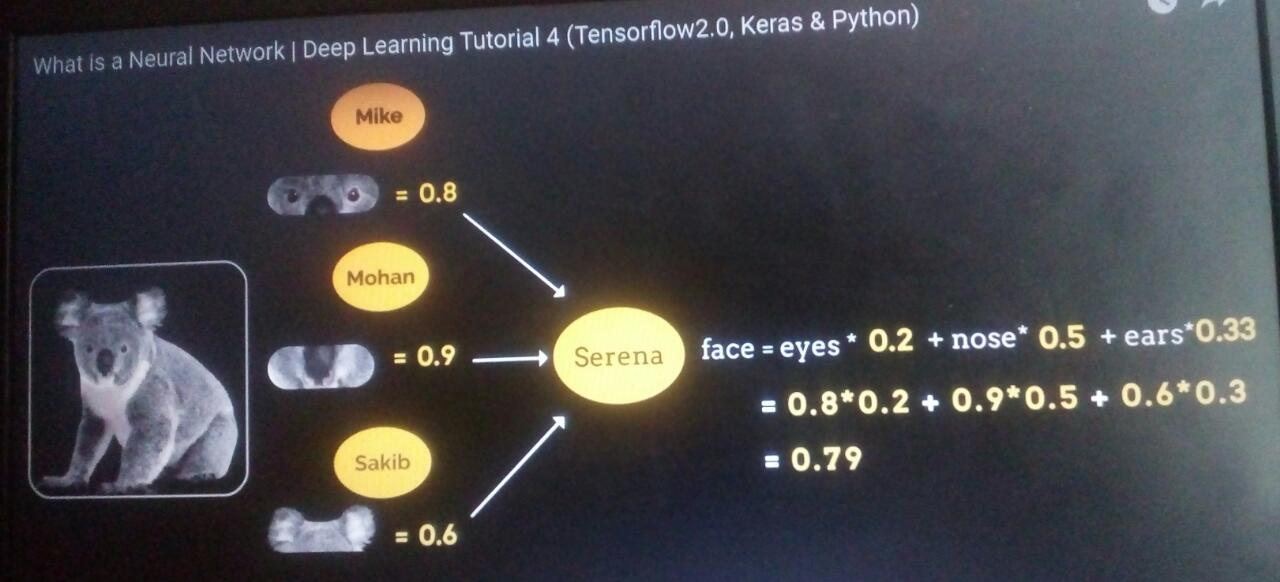 What is a Neural Network | Deep Learning Tutorial 4 (Tensorflow2.0, Keras & Python)
Mike
= 0.8
Mohan
= 0.9
Sakib
= 0.6
Serena
face = eyes * 0.2 + nose* 0.5 + ears*0.33
= 0.8*0.2 + 0.9*0.5 + 0.6*0.3
= 0.79